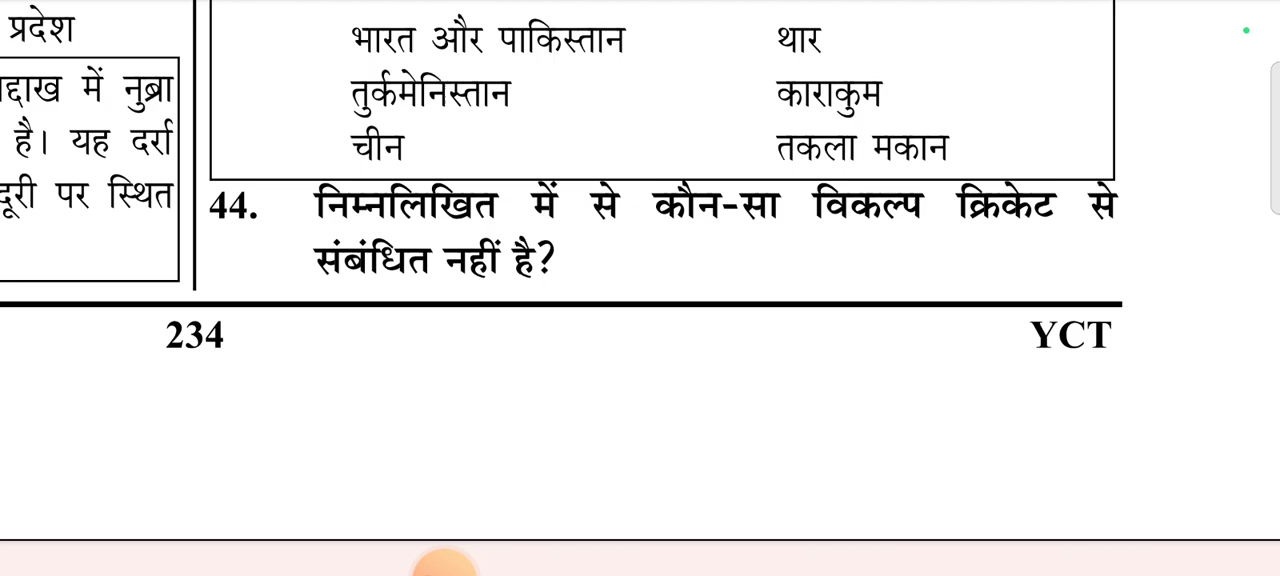 प्रदेश
में नुब्रा
है। यह दर्रा
दूरी पर स्थित
भारत और पाकिस्तान थार
तुर्कमेनिस्तान काराकुम
चीन तकला मकान
44. निम्नलिखित में से कौन-सा विकल्प क्रिकेट से
संबंधित नहीं है?
234 YCT